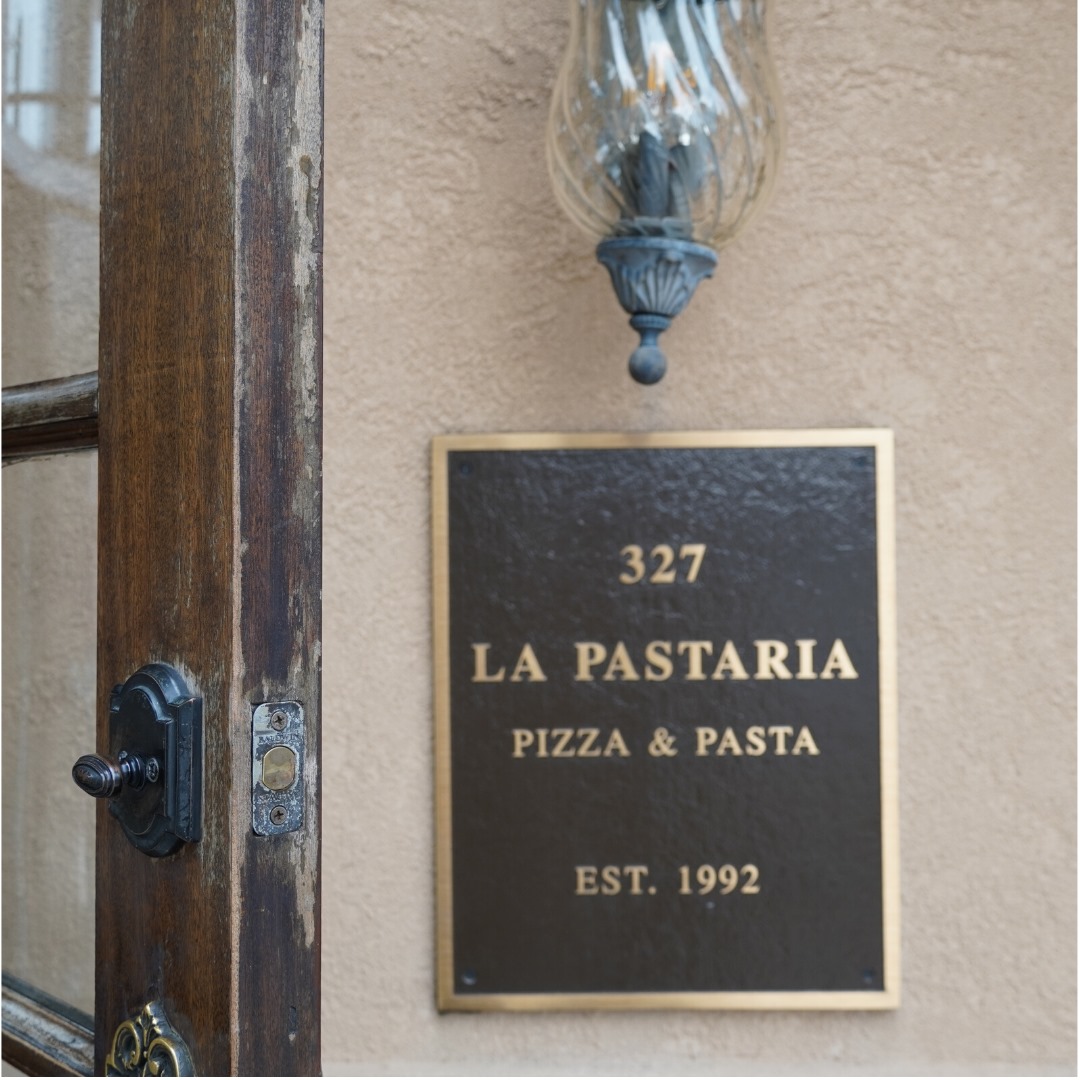 327
LA PASTARIA
PIZZA & PASTA
EST. 1992